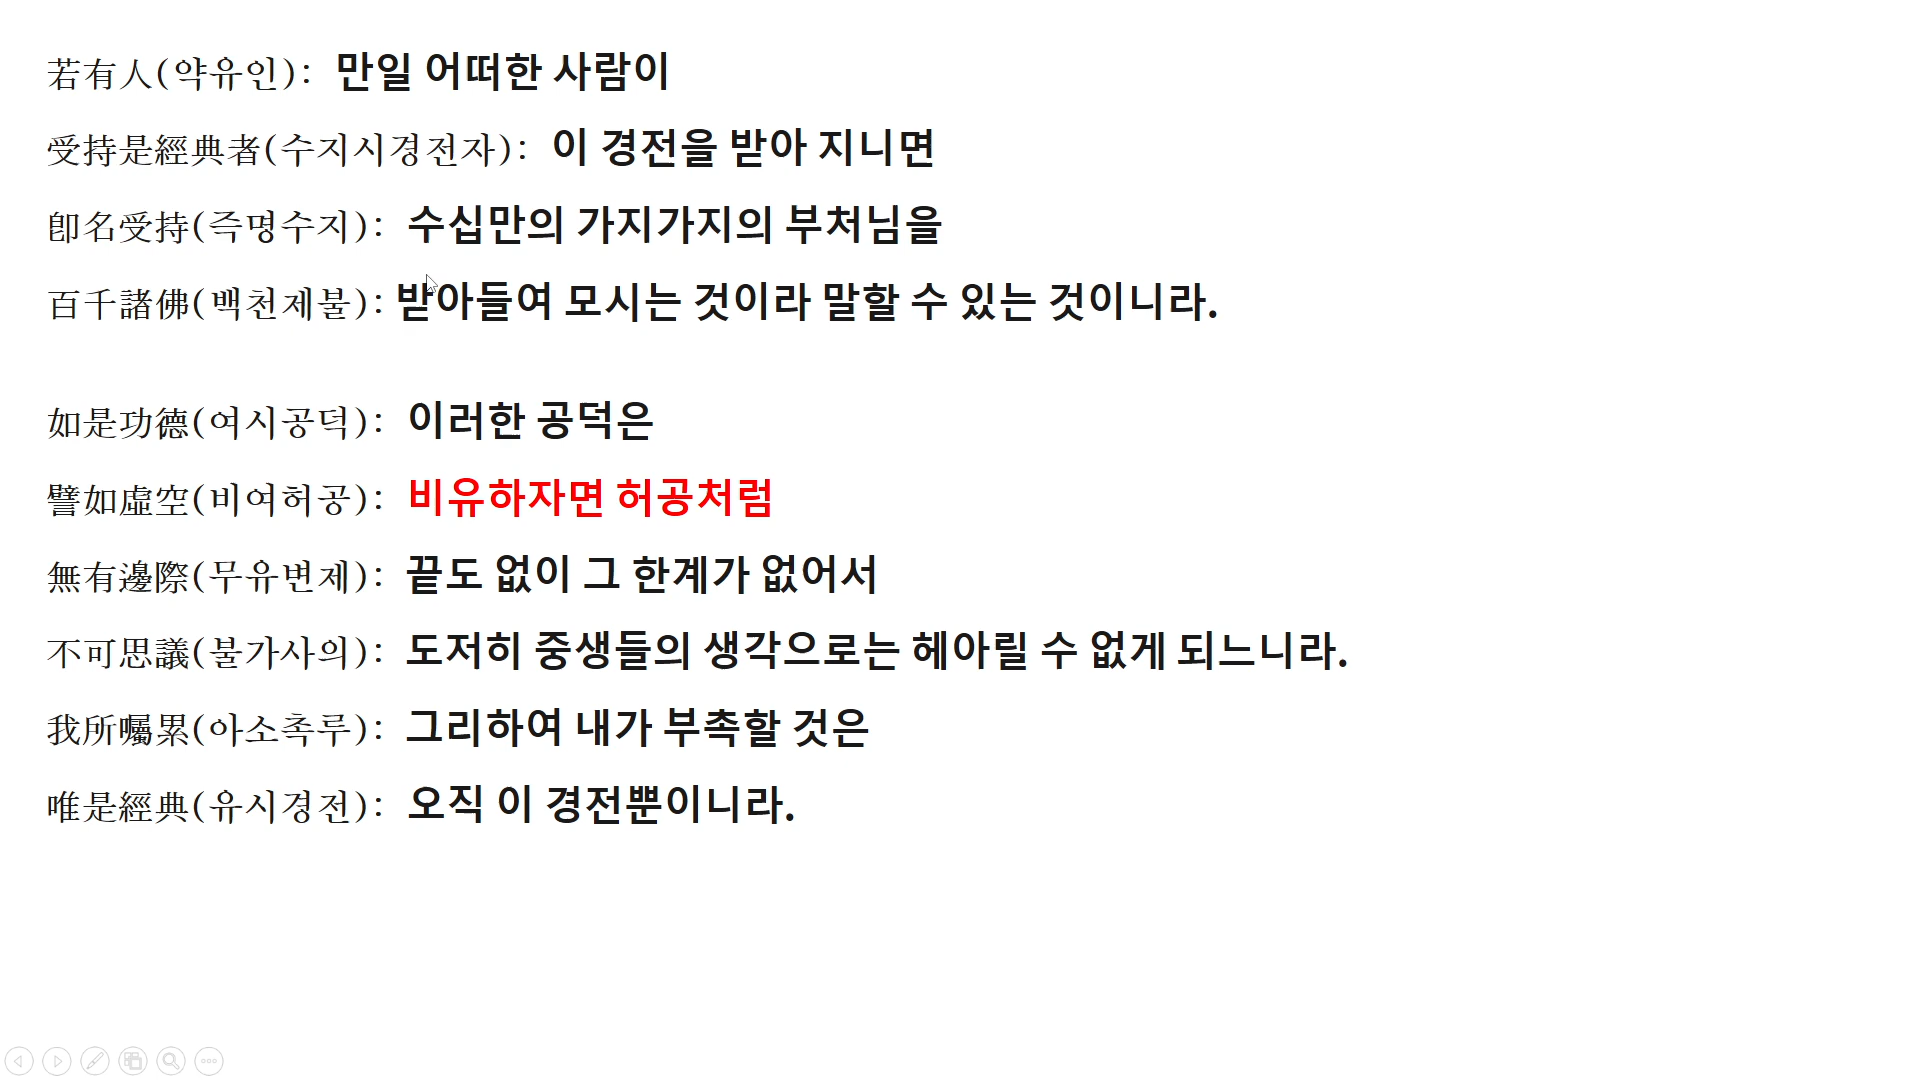 若有人(약유인): 만일 어떠한 사람이
受持是經典者(수지시경전자): 이 경전을 받아 지니면
卽名受持(즉명수지): 수십만의 가지가지의 부처님을
百千諸佛(백천제불): 받아들여 모시는 것이라 말할 수 있는 것이니라.
如是功德(여시공덕): 이러한 공덕은
譬如虛空(비여허공): 비유하자면 허공처럼
無有邊際(무유변제): 끝도 없이 그 한계가 없어서
不可思議(불가사의): 도저히 중생들의 생각으로는 헤아릴 수 없게 되느니라.
我所囑累(아소촉루): 그리하여 내가 부촉할 것은
唯是經典(유시경전): 오직 이 경전뿐이니라.